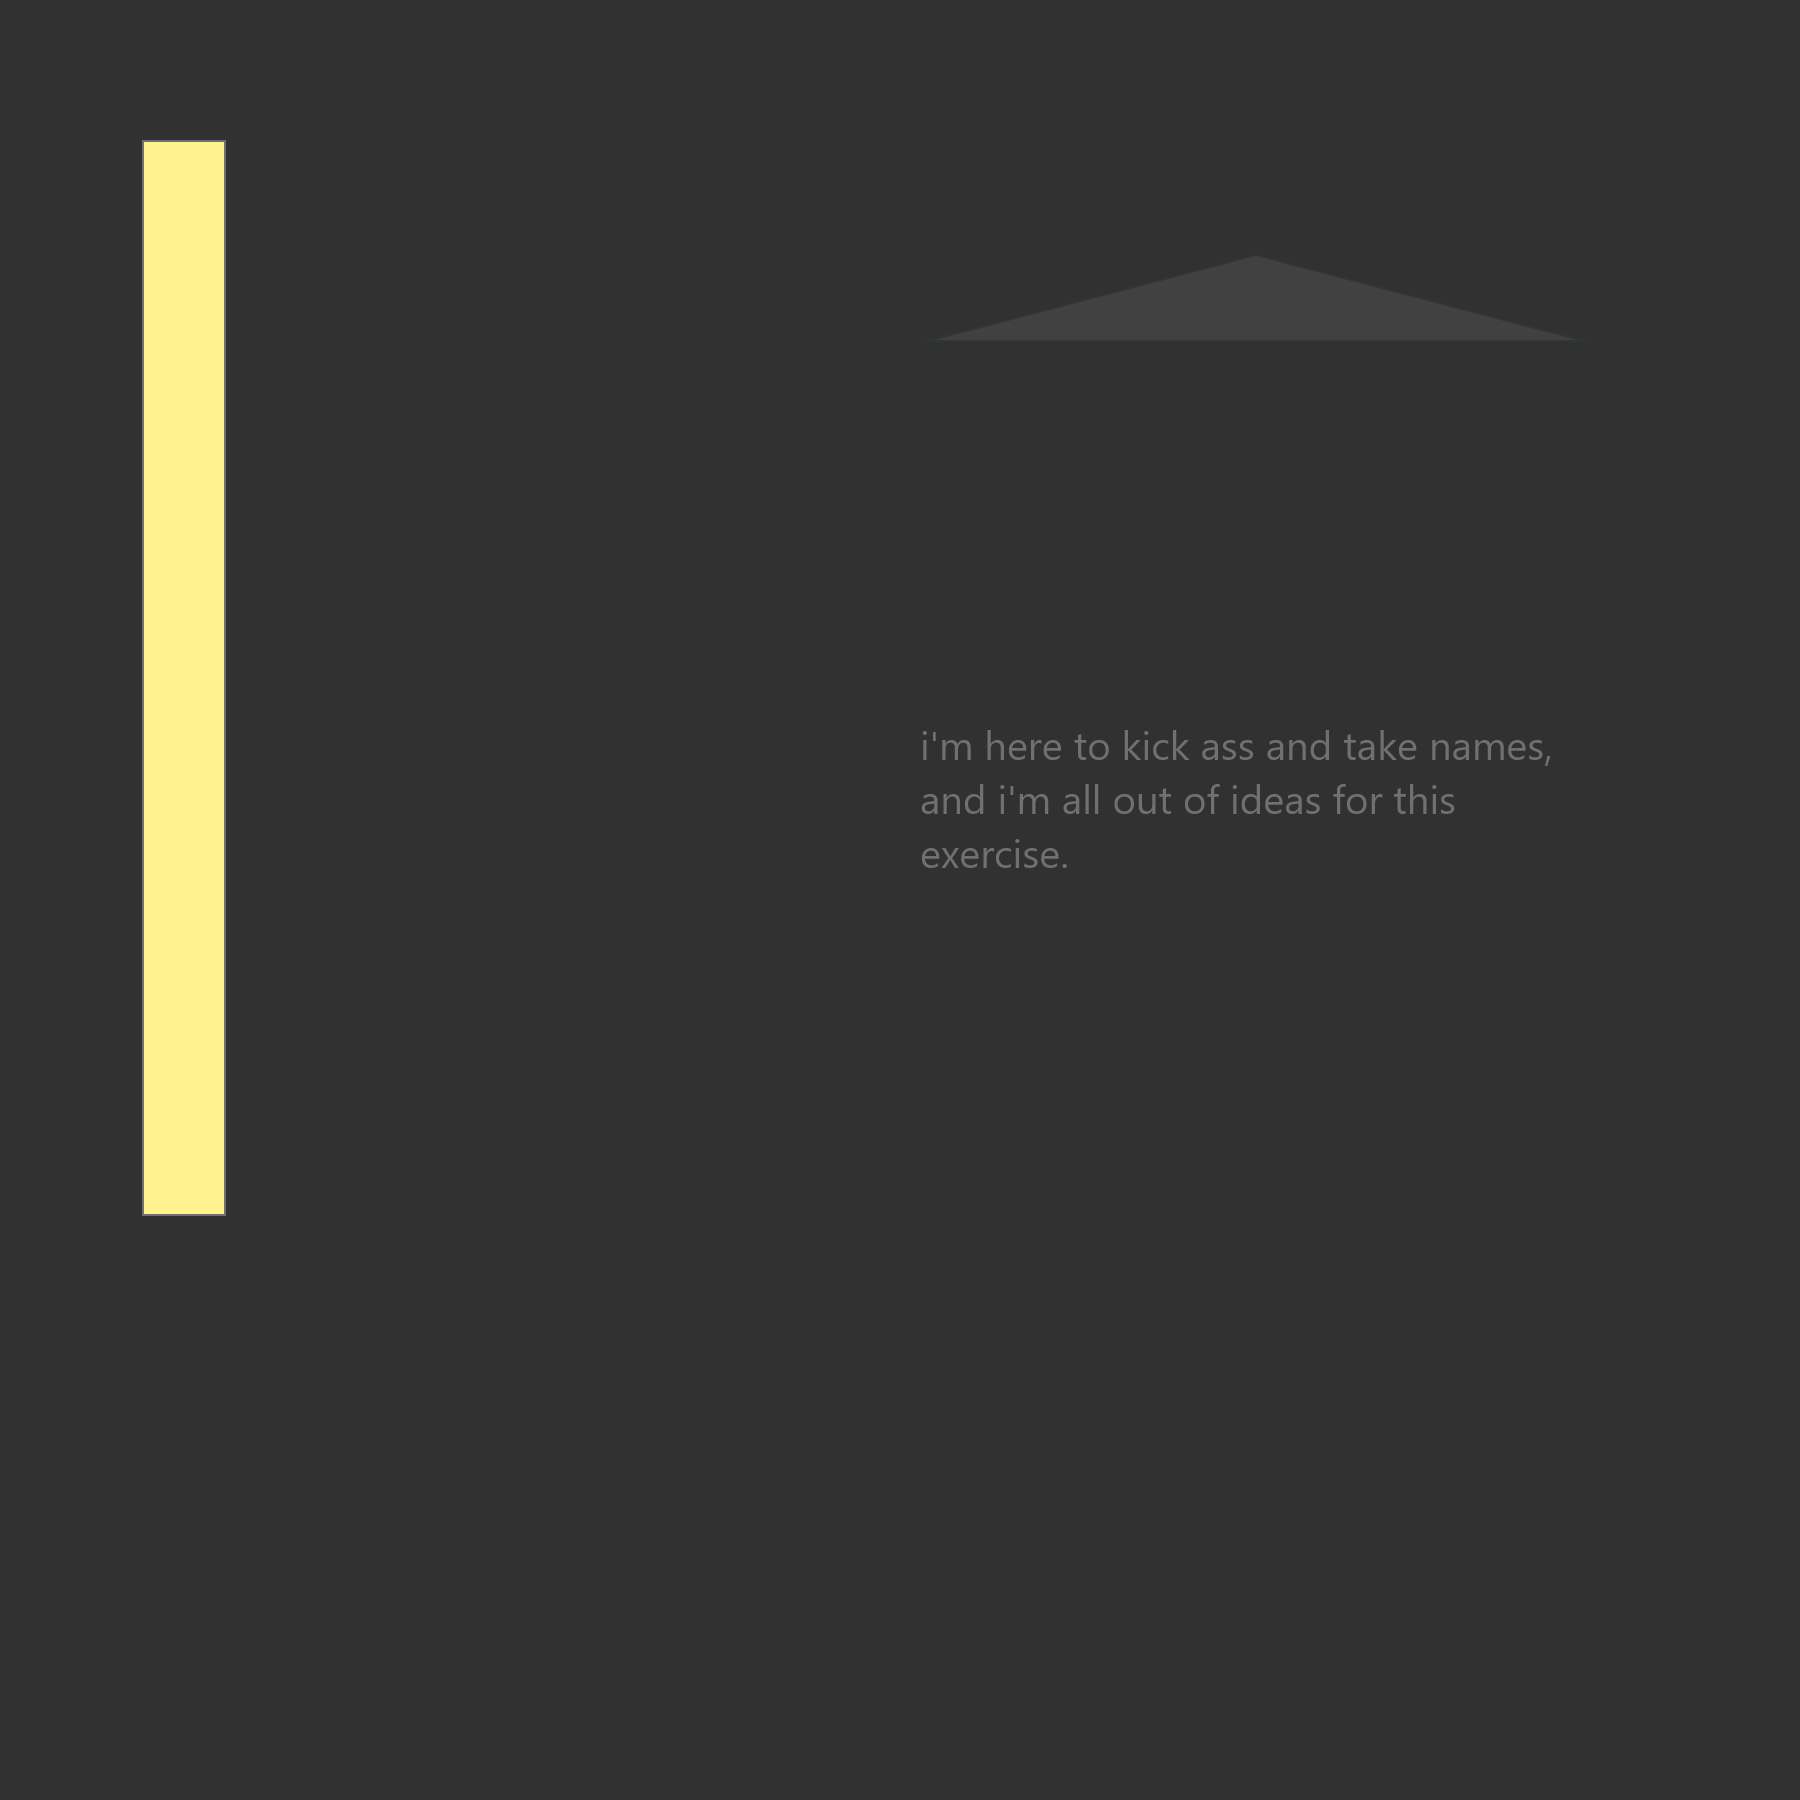 i'm here to kick ass and take names,
and i'm all out of ideas for this
exercise.